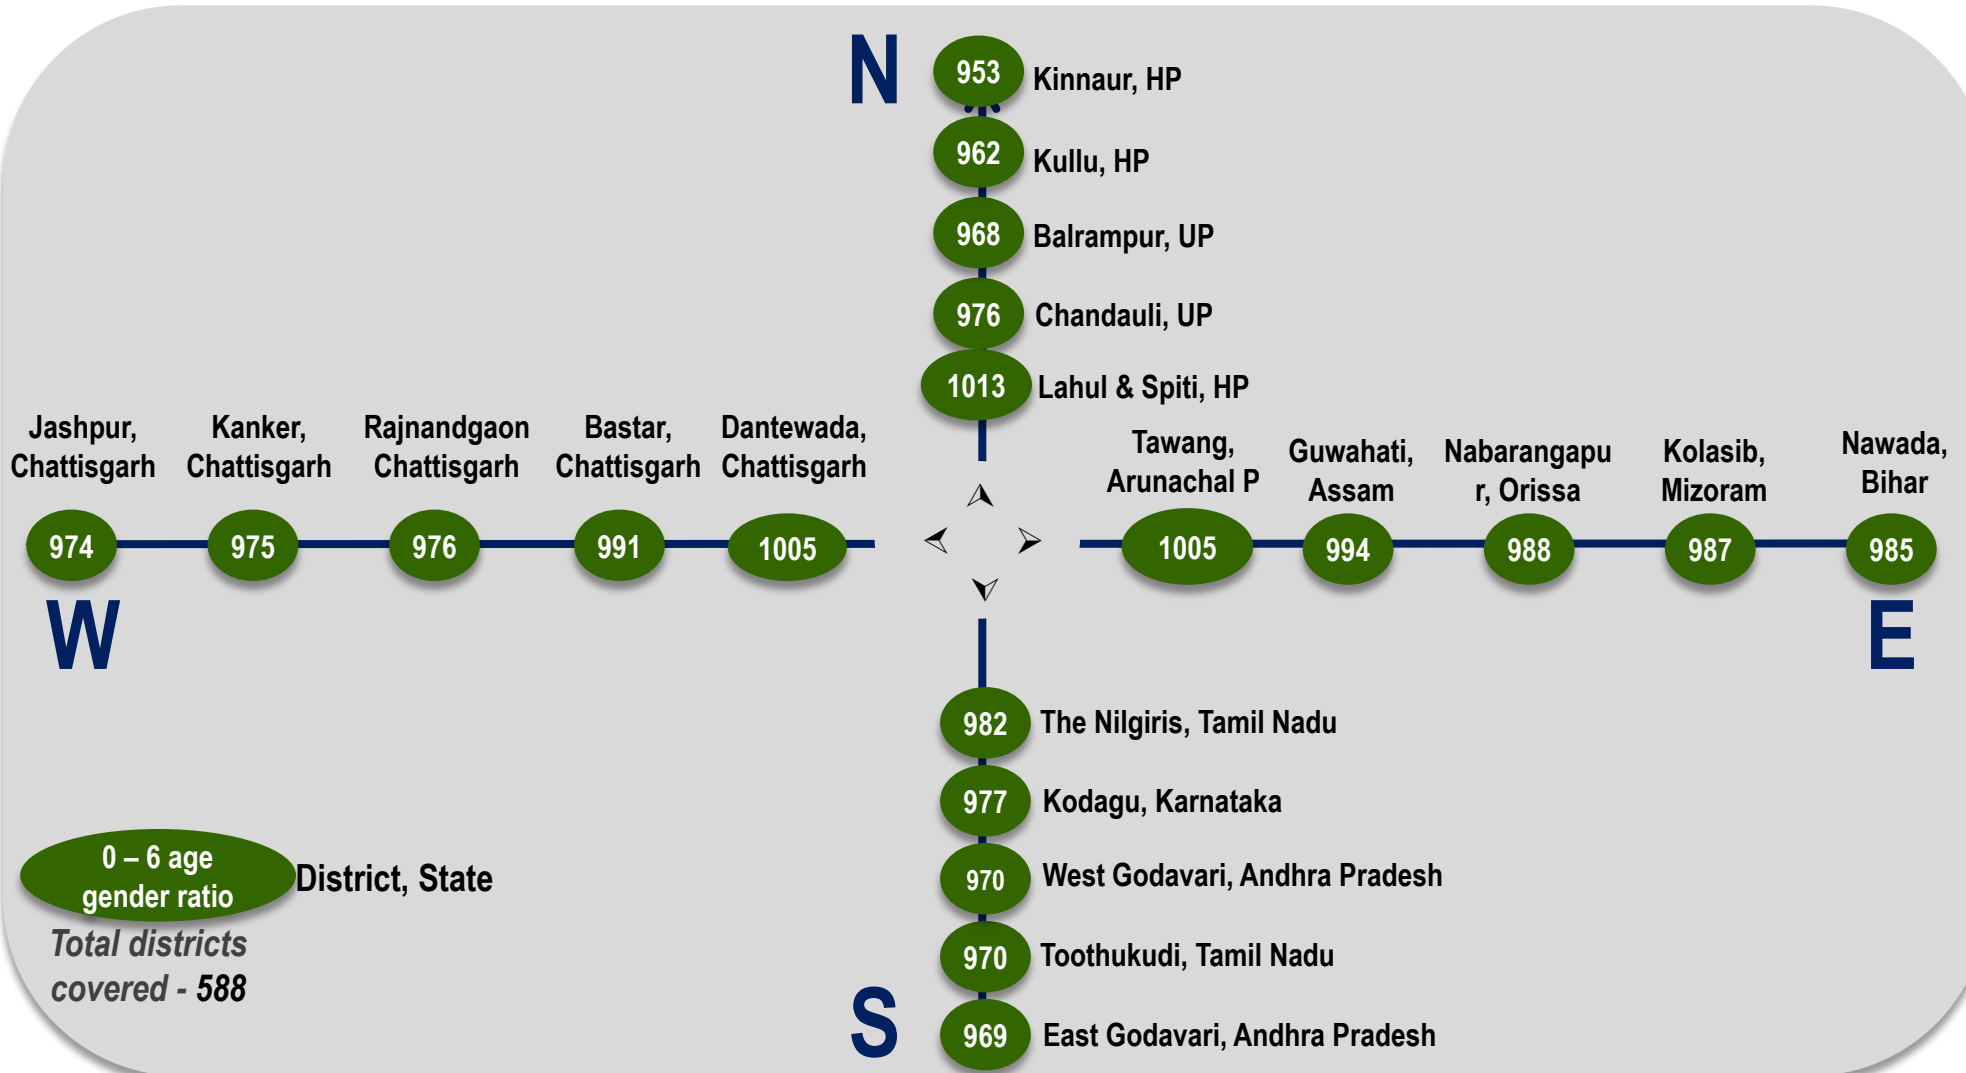 N
953
Kinnaur, HP
962
Kullu, HP
968
Balrampur, UP
976
Chandauli, UP
1013
Lahul & Spiti, HP
Jashpur,
Chattisgarh
Kanker,
Chattisgarh
Rajnandgaon
Chattisgarh
Bastar,
Chattisgarh
Dantewada,
Chattisgarh
Tawang,
Arunachal P
Guwahati,
Assam
Nabarangapu
r, Orissa
Kolasib,
Mizoram
Nawada,
Bihar
974
975
976
991
1005
1005
994
988
987
985
W
E
982
The Nilgiris, Tamil Nadu
977
Kodagu, Karnataka
970
West Godavari, Andhra Pradesh
970
Toothukudi, Tamil Nadu
S
969
East Godavari, Andhra Pradesh
0 – 6 age
gender ratio
District, State
Total districts
covered - 588